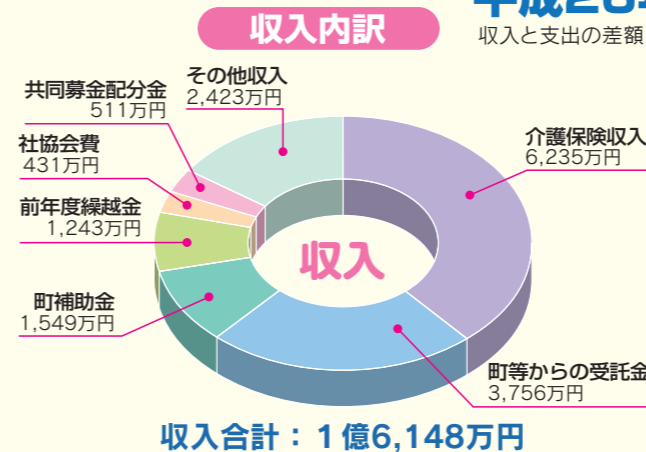 平成
収入内訳
収入と支出の差額
その他収入
2,423万円
共同募金配分金
511万円
社協会費
431万円
前年度繰越金
1,243万円
町補助金
1,549万円
介護保険収入
6,235万円
町等からの受託金
3,756万円
収入
収入合計：1億6,148万円